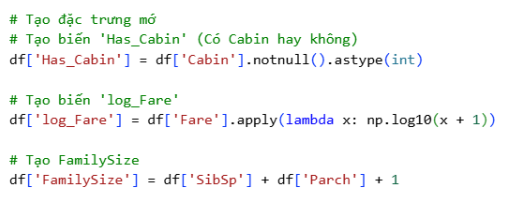 # Tạo đặc trưng mớ
# Tạo biến 'Has_Cabin' (Có Cabin hay không)
df['Has_Cabin'] = df['Cabin'].notnull().astype(int)
# Tạo biến 'log_Fare'
df['log_Fare'] = df['Fare'].apply(lambda x: np.log10(x + 1))
# Tạo FamilySize
df['FamilySize'] = df['SibSp'] + df['Parch'] + 1